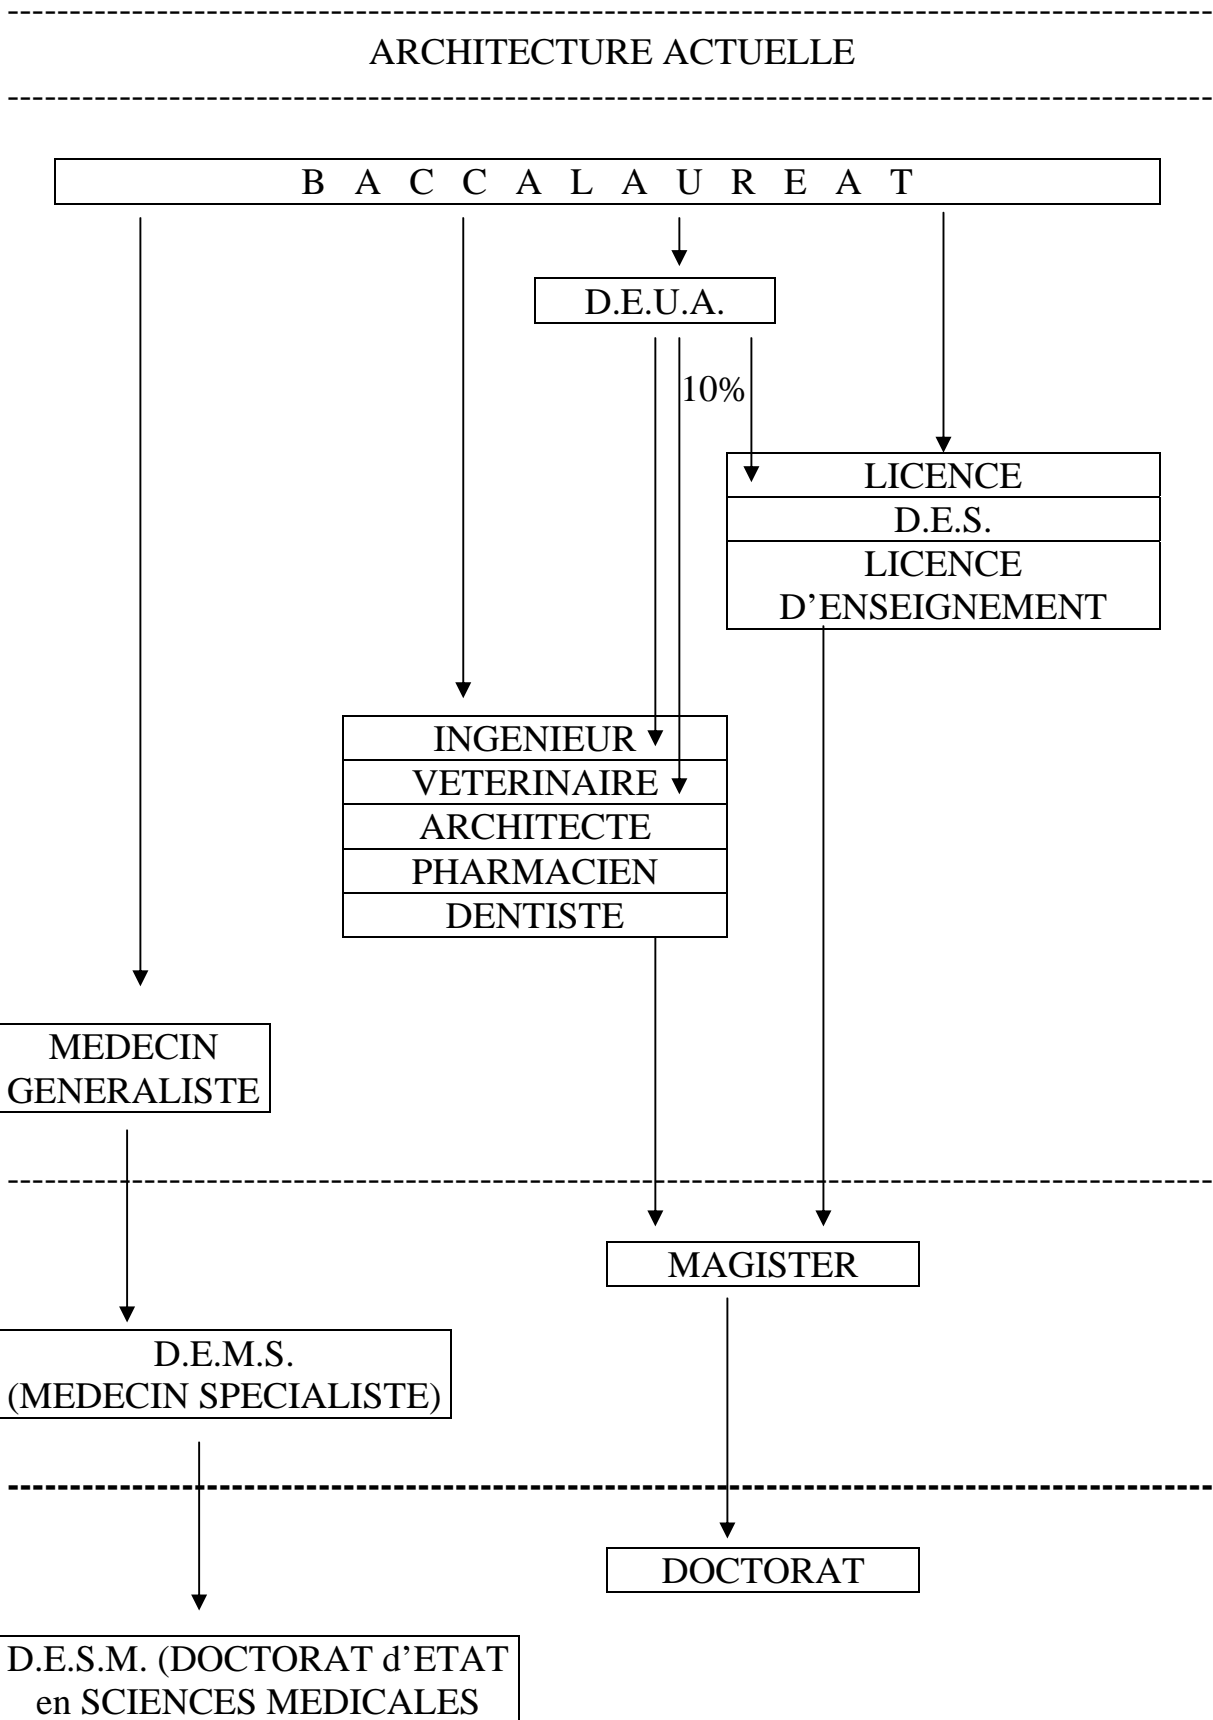 ARCHITECTURE ACTUELLE
B A C C A L A U R E A T
D.E.U.A.
10%
LICENCE
D.E.S.
LICENCE
D’ENSEIGNEMENT
INGENIEUR
VETERINAIRE
ARCHITECTE
PHARMACIEN
DENTISTE
MEDECIN
GENERALISTE
MAGISTER
D.E.M.S.
(MEDECIN SPECIALISTE)
DOCTORAT
D.E.S.M. (DOCTORAT d’ETAT
en SCIENCES MEDICALES